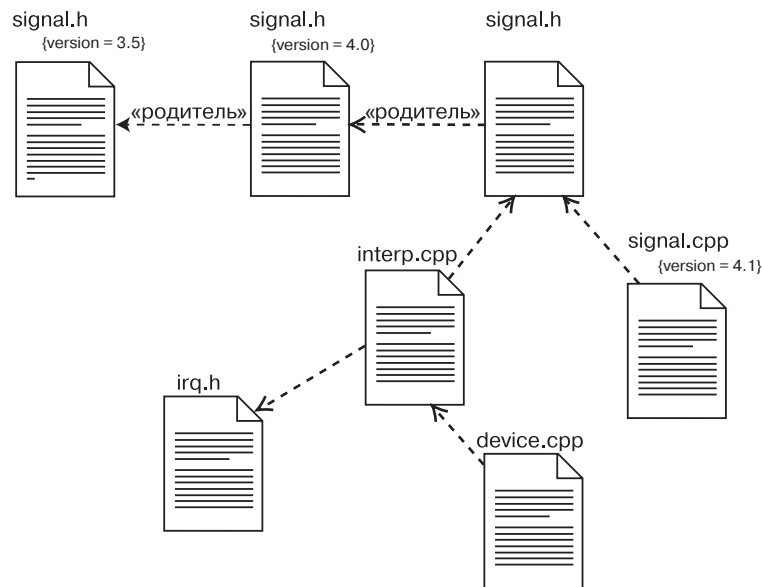 signal.h
{version = 3.5}
signal.h
{version = 4.0}
signal.h
«родитель»
«родитель»
interp.cpp
signal.cpp
{version = 4.1}
irq.h
device.cpp